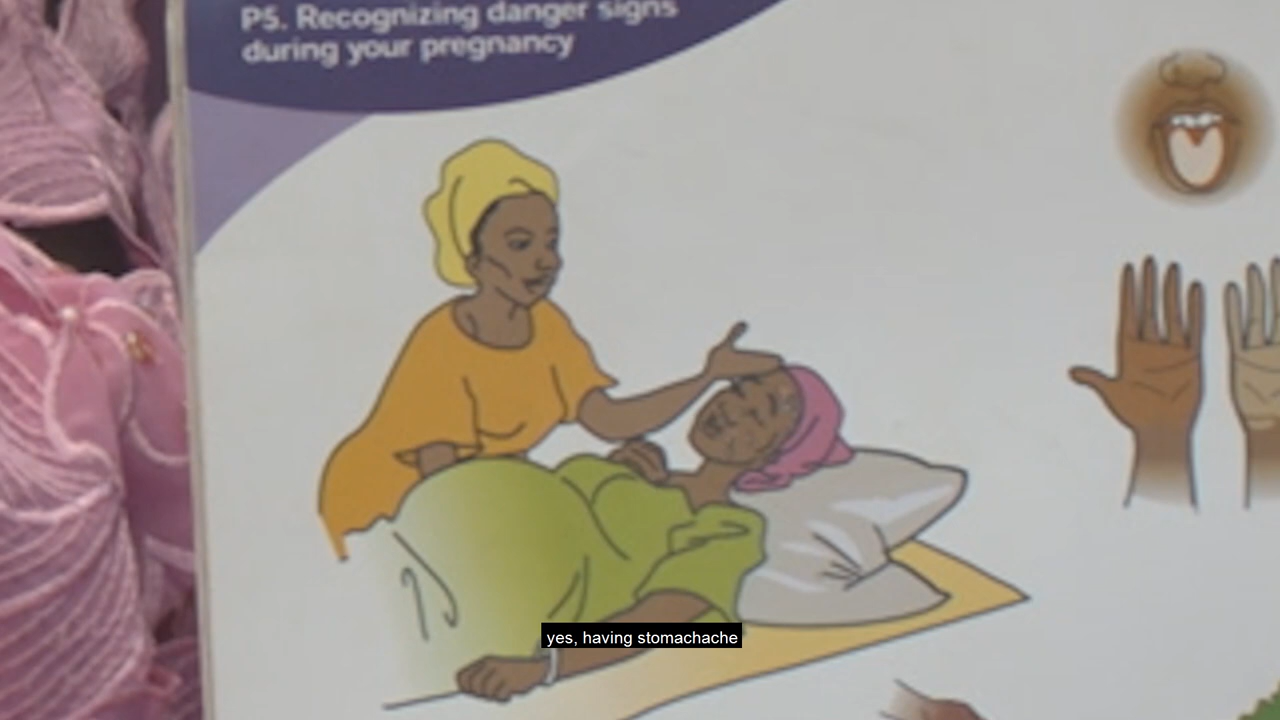 P5. Recognizing danger signs
during your pregnancy
yes, having stomachache